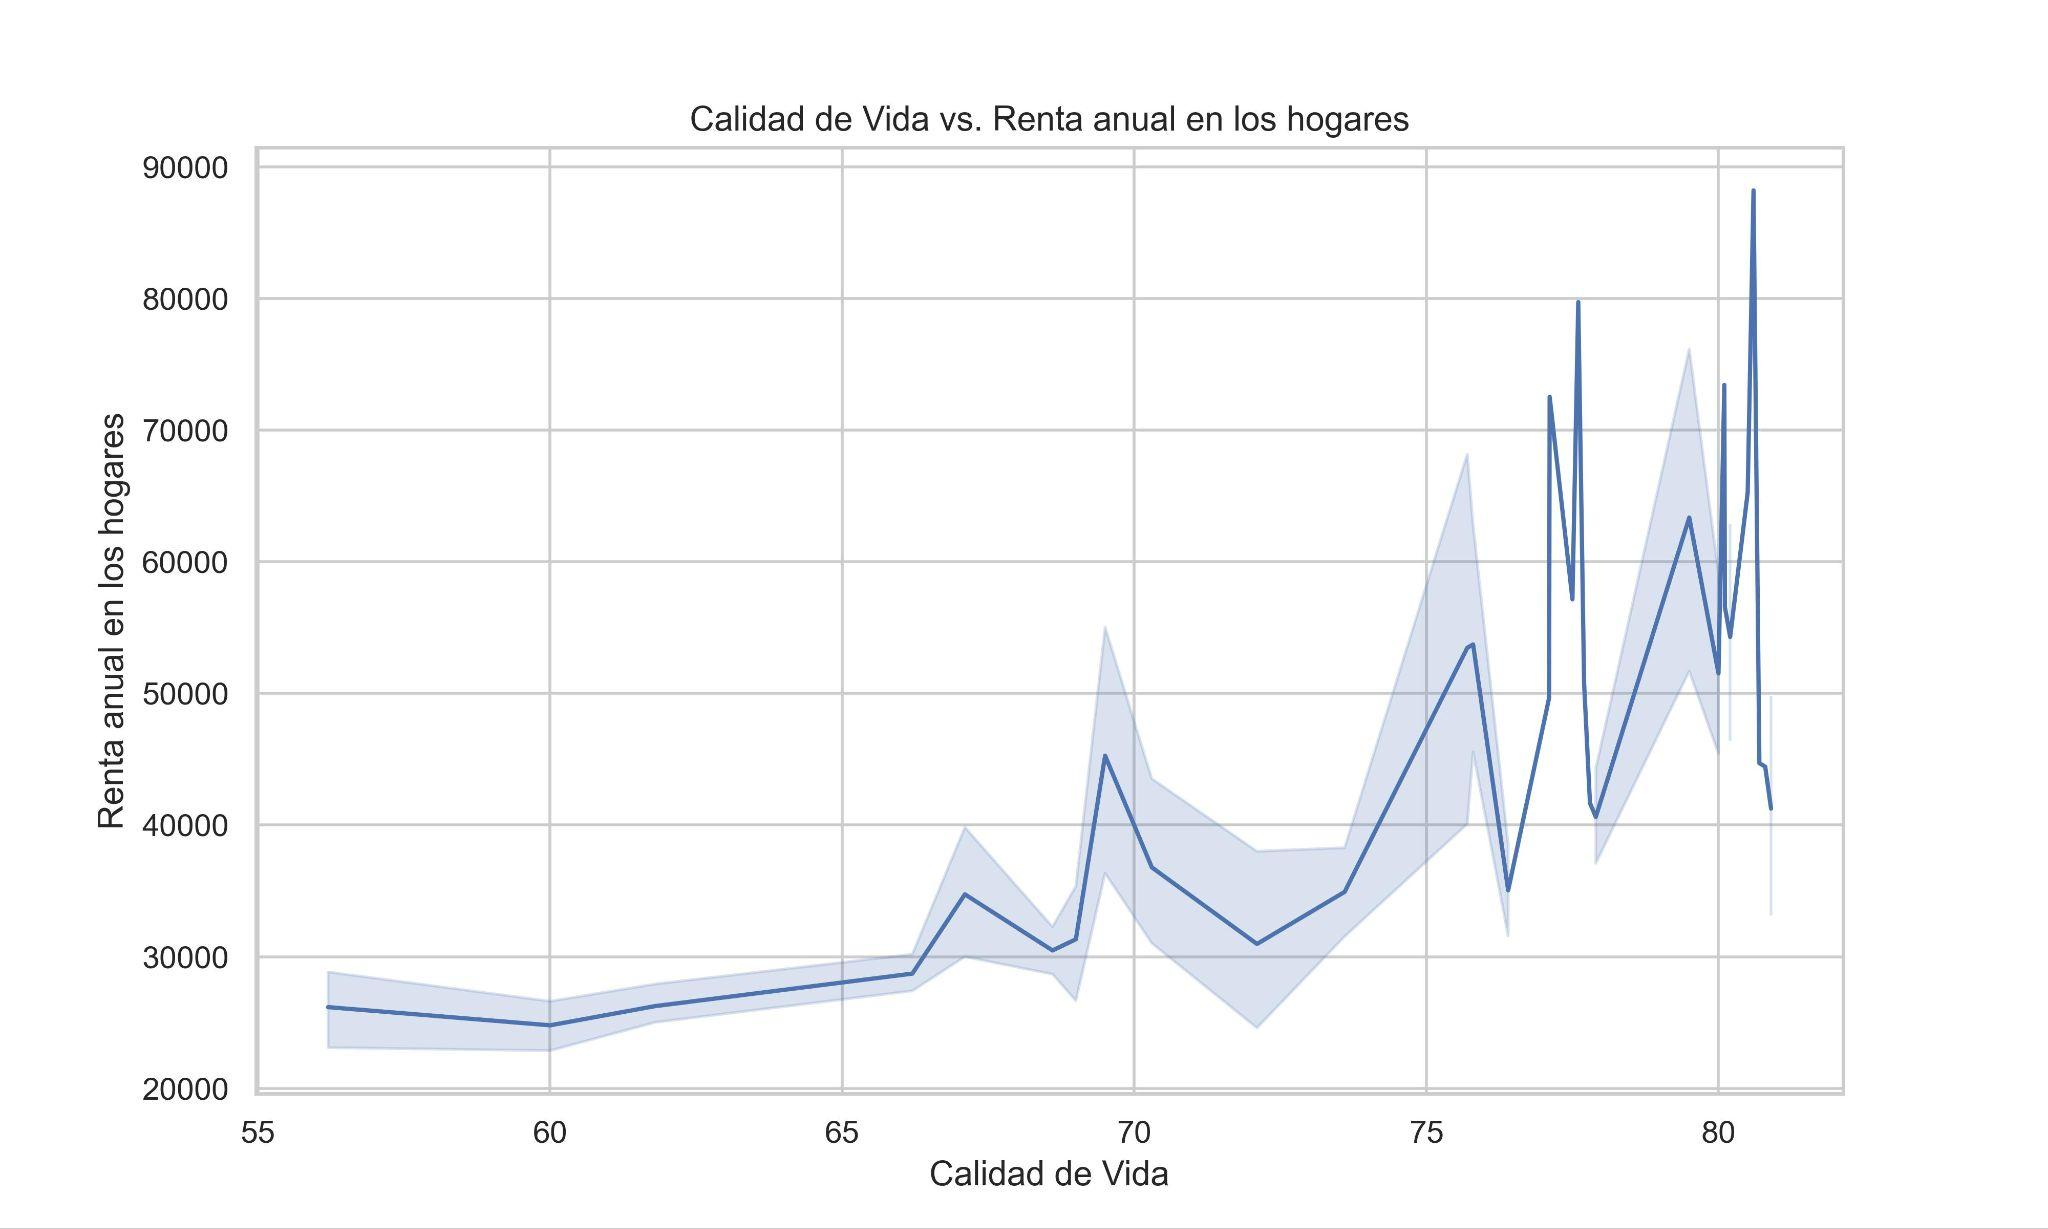 Calidad de Vida vs. Renta anual en los hogares
90000
80000
70000
60000
50000
40000
30000
20000
Renta anual en los hogares
55 60 65 70 75 80
Calidad de Vida